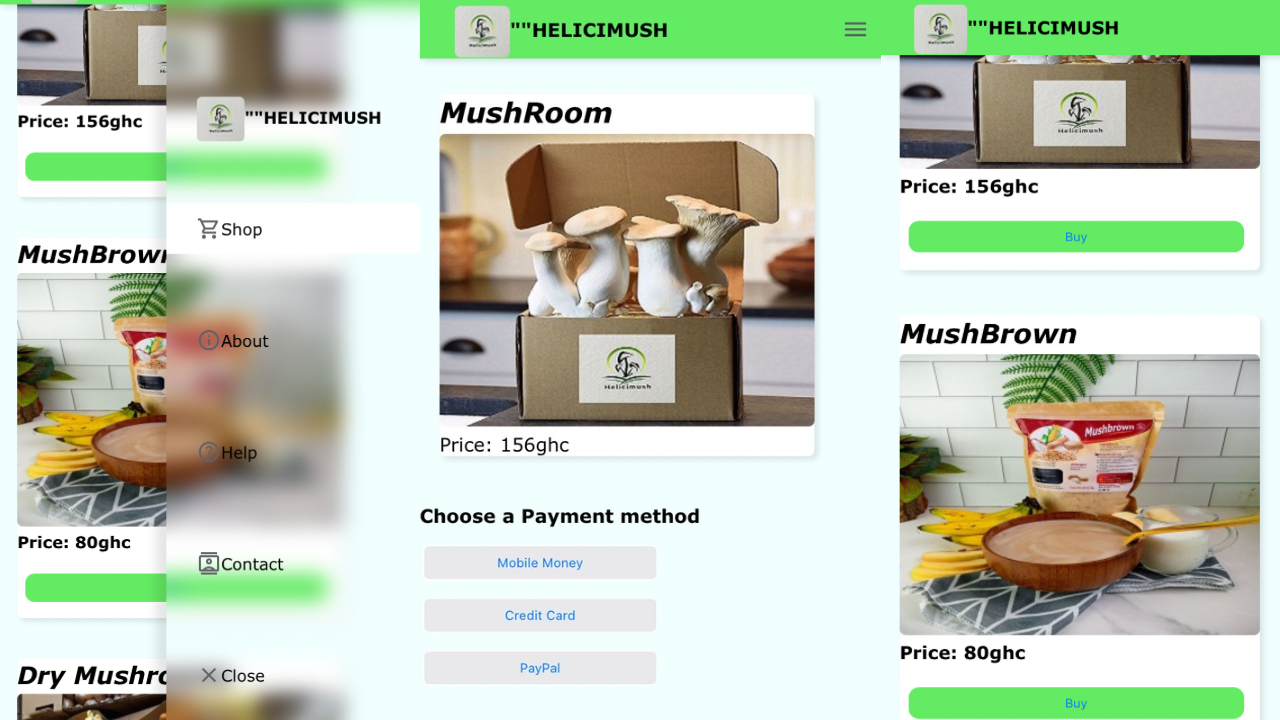 Price: 156ghc
MushBrown
Price: 80ghc
Dry Mushro
""HELICIMUSH
Shop
About
Help
Contact
Close
""HELICIMUSH
MushRoom
Helicimush
Price: 156ghc
Choose a Payment method
Mobile Money
Credit Card
PayPal
""HELICIMUSH
Helicimush
Price: 156ghc
Buy
MushBrown
Mushbrown
Price: 80ghc
Buy